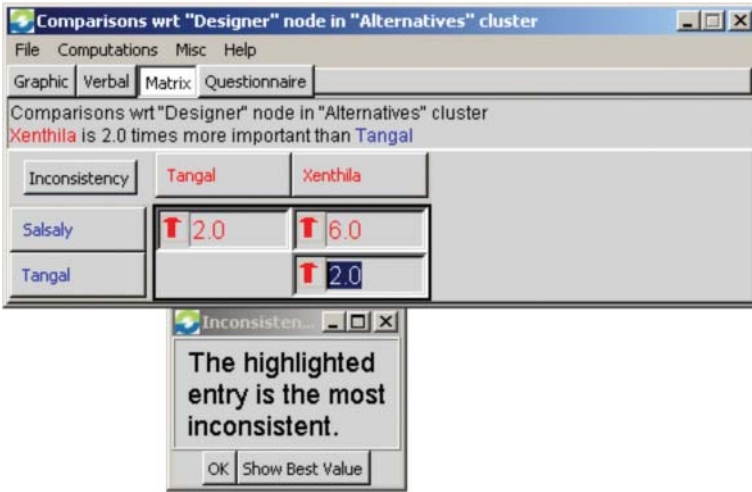 Comparisons wrt "Designer" node in "Alternatives" cluster
File Computations Misc Help
Graphic Verbal Matrix Questionnaire
Comparisons wrt "Designer" node in "Alternatives" cluster
Xenthila is 2.0 times more important than Tangal
Inconsistency Tangal Xenthila
Salsaly 2.0 6.0
Tangal 2.0
Inconsisten...
The highlighted
entry is the most
inconsistent.
OK Show Best Value